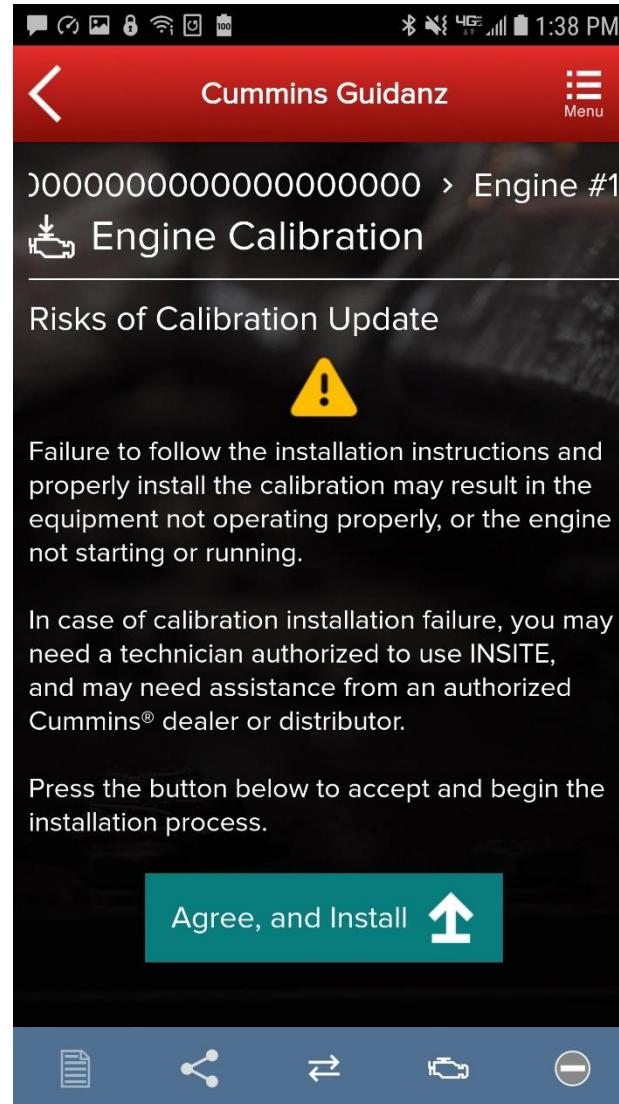 100
4G
1:38 PM
Cummins Guidanz
Menu
000000000000000000000 > Engine #1
Engine Calibration
Risks of Calibration Update
Failure to follow the installation instructions and
properly install the calibration may result in the
equipment not operating properly, or the engine
not starting or running.
In case of calibration installation failure, you may
need a technician authorized to use INSITE,
and may need assistance from an authorized
Cummins® dealer or distributor.
Press the button below to accept and begin the
installation process.
Agree, and Install